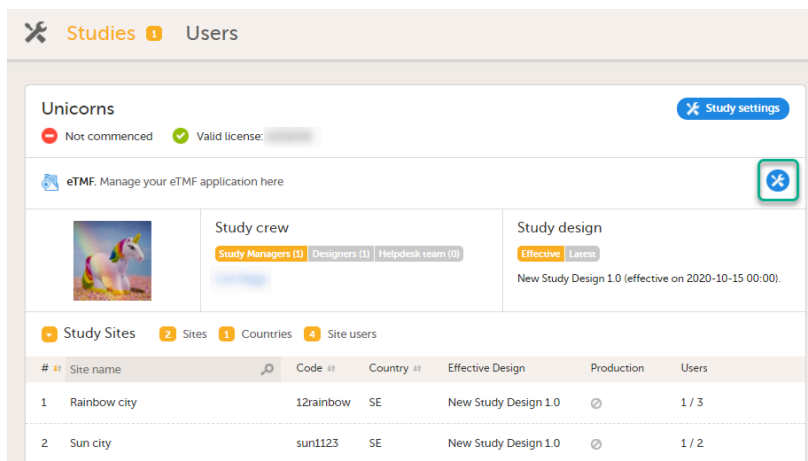 Studies 1 Users
Unicorns
Study settings
Not commenced Valid license:
eTMF. Manage your eTMF application here
Study crew
Study Managers (1) Designers (1) Helpdesk team (0)
Study design
Effective Latest
New Study Design 1.0 (effective on 2020-10-15 00:00).
Study Sites 2 Sites 1 Countries 4 Site users
# Site name Code Country Effective Design Production Users
1 Rainbow city 12rainbow SE New Study Design 1.0 1 / 3
2 Sun city sun1123 SE New Study Design 1.0 1 / 2